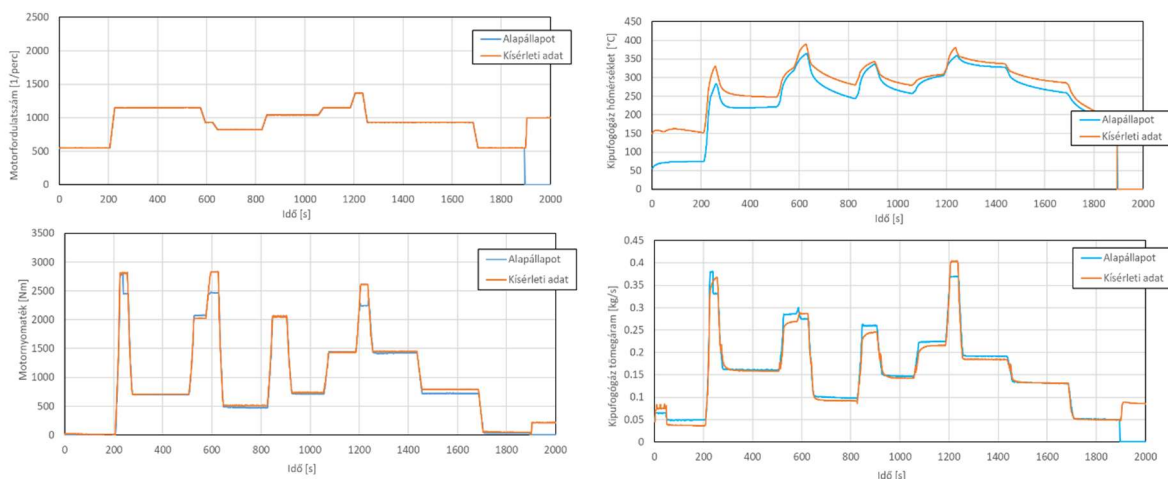 Motorfordulatszám [1/perc]
2500
2000
1500
1000
500
0
0 200 400 600 800 1000 1200 1400 1600 1800 2000
Idő [s]
Alapállapot
Kísérleti adat
Kipufogógáz hőmérséklet [°C]
450
400
350
300
250
200
150
100
50
0
0 200 400 600 800 1000 1200 1400 1600 1800 2000
Idő [s]
Alapállapot
Kísérleti adat
Motornyomaték [Nm]
3500
3000
2500
2000
1500
1000
500
0
0 200 400 600 800 1000 1200 1400 1600 1800 2000
Idő [s]
Alapállapot
Kísérleti adat
Kipufogógáz tömegáram [kg/s]
0.45
0.4
0.35
0.3
0.25
0.2
0.15
0.1
0.05
0
0 200 400 600 800 1000 1200 1400 1600 1800 2000
Idő [s]
Alapállapot
Kísérleti adat